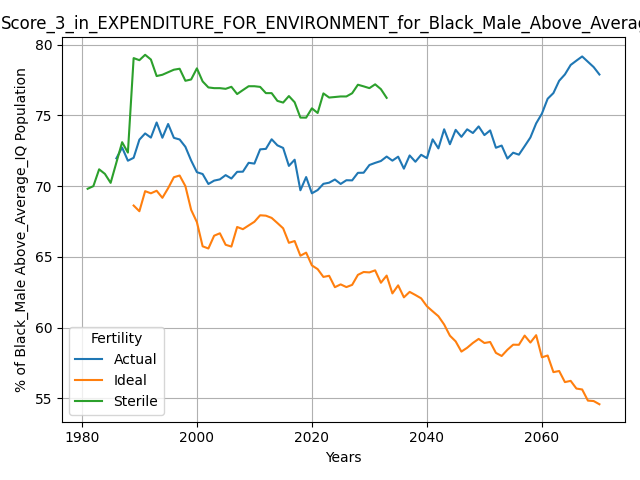 Score_3_in_EXPENDITURE_FOR_ENVIRONMENT_for_Black_Male_Above_Avera
% of Black_Male Above_Average_IQ Population
80
75
70
65
60
55
Fertility
Actual
Ideal
Sterile
1980
2000
2020
2040
2060
Years